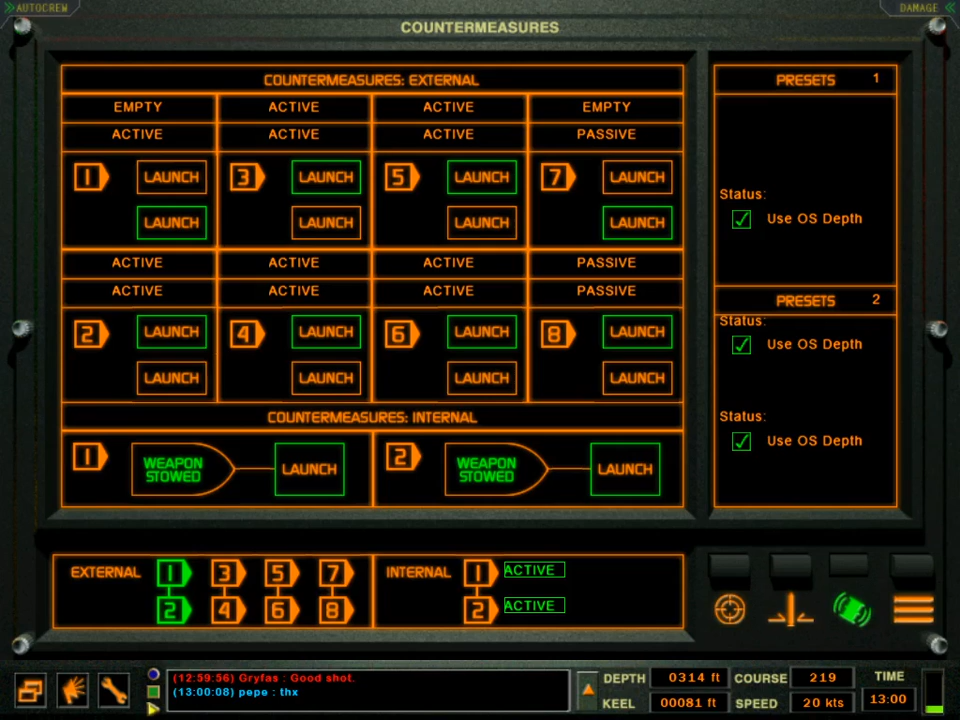 AUTOCREW
DAMAGE
COUNTERMEASURES
COUNTERMEASURES: EXTERNAL
EMPTY ACTIVE ACTIVE EMPTY
ACTIVE ACTIVE ACTIVE PASSIVE
1 LAUNCH 3 LAUNCH 5 LAUNCH 7 LAUNCH
LAUNCH LAUNCH LAUNCH LAUNCH
ACTIVE ACTIVE ACTIVE PASSIVE
ACTIVE ACTIVE ACTIVE PASSIVE
2 LAUNCH 4 LAUNCH 6 LAUNCH 8 LAUNCH
LAUNCH LAUNCH LAUNCH LAUNCH
COUNTERMEASURES: INTERNAL
1 WEAPON STOWED LAUNCH 2 WEAPON STOWED LAUNCH
PRESETS 1
Status:
Use OS Depth
PRESETS 2
Status:
Use OS Depth
Status:
Use OS Depth
EXTERNAL 1 3 5 7
2 4 6 8
INTERNAL 1 ACTIVE
2 ACTIVE
(12:59:56) Gryfas : Good shot.
(13:00:08) pepe : thx
DEPTH 0314 ft COURSE 219 TIME
KEEL 00081 ft SPEED 20 kts 13:00